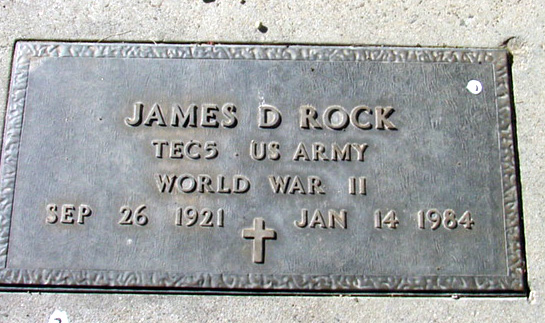 JAMES D ROCK
TEC5 US ARMY
WORLD WAR II
SEP 26 1921 JAN 14 1984